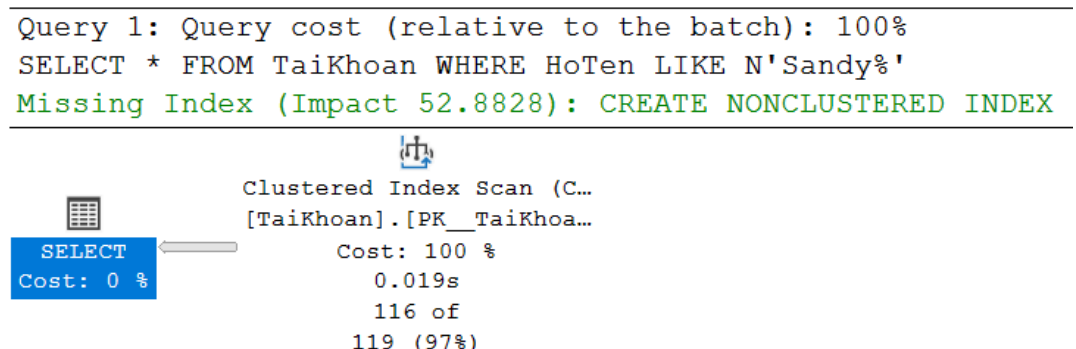 Query 1: Query cost (relative to the batch): 100%
SELECT * FROM TaiKhoan WHERE HoTen LIKE N'Sandy%'
Missing Index (Impact 52.8828): CREATE NONCLUSTERED INDEX
Clustered Index Scan (C…
[TaiKhoan].[PK__TaiKhoa…
Cost: 100 %
0.019s
116 of
119 (97%)
SELECT
Cost: 0 %